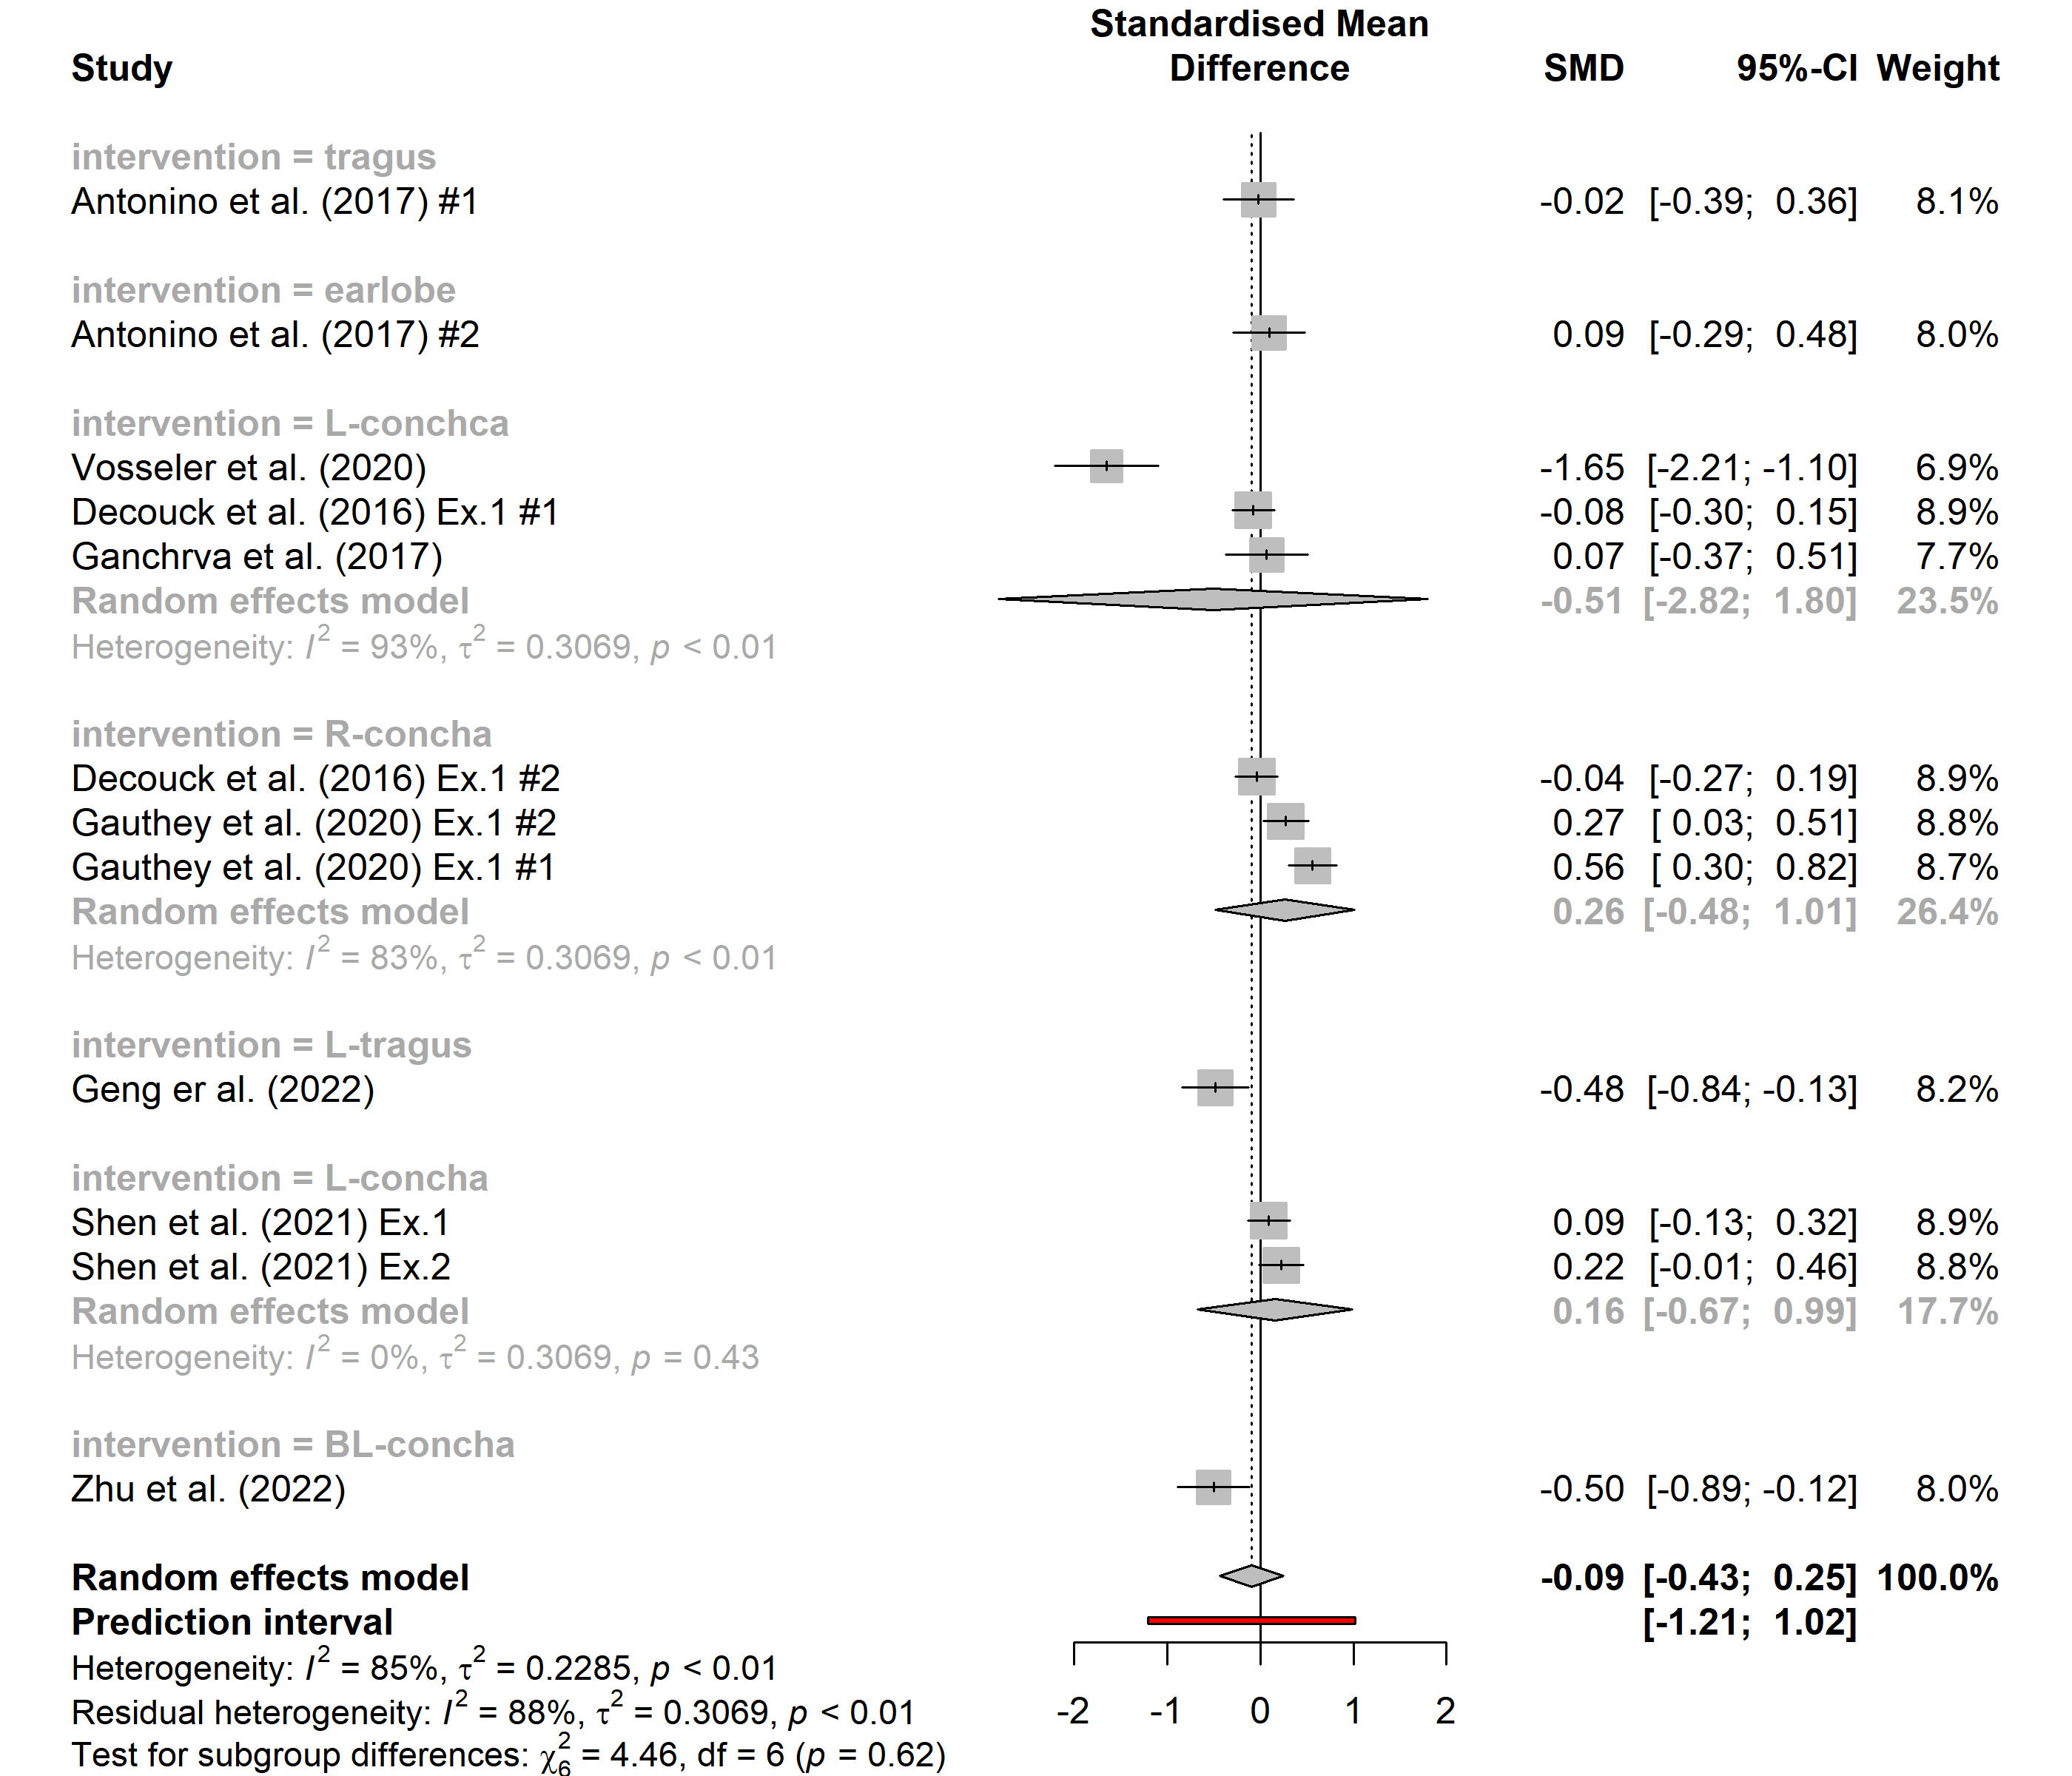 Standardised Mean
Study Difference SMD 95%-CI Weight
intervention = tragus
Antonino et al. (2017) #1 -0.02 [-0.39; 0.36] 8.1%
intervention = earlobe
Antonino et al. (2017) #2 0.09 [-0.29; 0.48] 8.0%
intervention = L-conchca
Vosseler et al. (2020) -1.65 [-2.21; -1.10] 6.9%
Decouck et al. (2016) Ex.1 #1 -0.08 [-0.30; 0.15] 8.9%
Ganchrva et al. (2017) 0.07 [-0.37; 0.51] 7.7%
Random effects model -0.51 [-2.82; 1.80] 23.5%
Heterogeneity: I² = 93%, τ² = 0.3069, p < 0.01
intervention = R-concha
Decouck et al. (2016) Ex.1 #2 -0.04 [-0.27; 0.19] 8.9%
Gauthey et al. (2020) Ex.1 #2 0.27 [ 0.03; 0.51] 8.8%
Gauthey et al. (2020) Ex.1 #1 0.56 [ 0.30; 0.82] 8.7%
Random effects model 0.26 [-0.48; 1.01] 26.4%
Heterogeneity: I² = 83%, τ² = 0.3069, p < 0.01
intervention = L-tragus
Geng er al. (2022) -0.48 [-0.84; -0.13] 8.2%
intervention = L-concha
Shen et al. (2021) Ex.1 0.09 [-0.13; 0.32] 8.9%
Shen et al. (2021) Ex.2 0.22 [-0.01; 0.46] 8.8%
Random effects model 0.16 [-0.67; 0.99] 17.7%
Heterogeneity: I² = 0%, τ² = 0.3069, p = 0.43
intervention = BL-concha
Zhu et al. (2022) -0.50 [-0.89; -0.12] 8.0%
Random effects model -0.09 [-0.43; 0.25] 100.0%
Prediction interval [-1.21; 1.02]
Heterogeneity: I² = 85%, τ² = 0.2285, p < 0.01
Residual heterogeneity: I² = 88%, τ² = 0.3069, p < 0.01
-2 -1 0 1 2
Test for subgroup differences: χ²₆ = 4.46, df = 6 (p = 0.62)